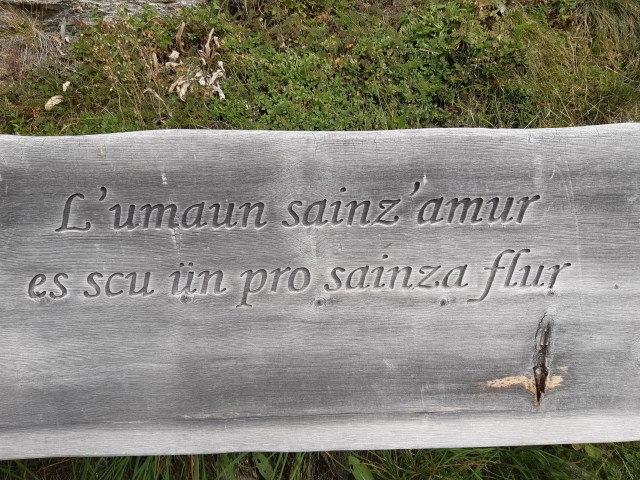 L'umaun sainz'amur
es scu ün pro sainza flur